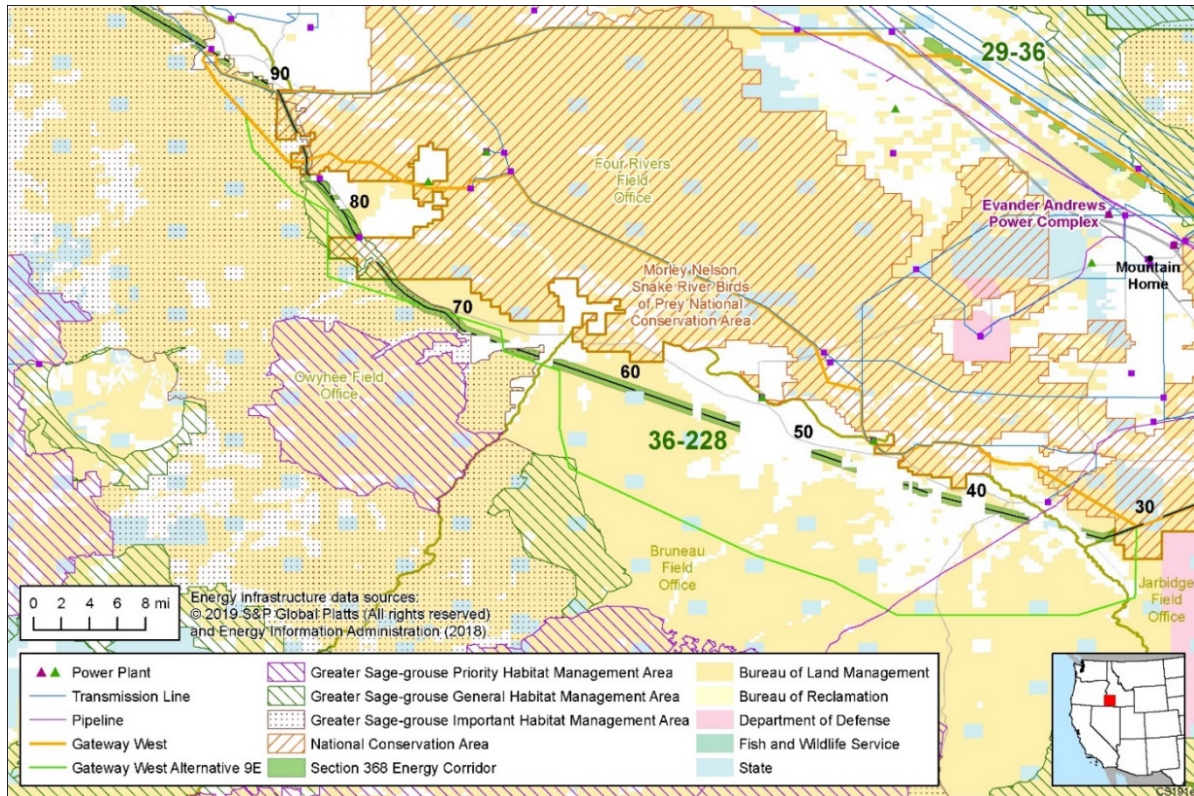 29-36
90
Four Rivers
Field
Office
80
Evander Andrews
Power Complex
Mountain
Home
Morley Nelson
Snake River Birds
of Prey National
Conservation Area
70
Owyhee Field
Office
60
36-228
50
40
30
Bruneau
Field
Office
Jarbidge
Field
Office
0 2 4 6 8 mi
Energy infrastructure data sources:
© 2019 S&P Global Platts (All rights reserved)
and Energy Information Administration (2018)
Power Plant
Transmission Line
Pipeline
Gateway West
Gateway West Alternative 9E
Greater Sage-grouse Priority Habitat Management Area
Greater Sage-grouse General Habitat Management Area
Greater Sage-grouse Important Habitat Management Area
National Conservation Area
Section 368 Energy Corridor
Bureau of Land Management
Bureau of Reclamation
Department of Defense
Fish and Wildlife Service
State